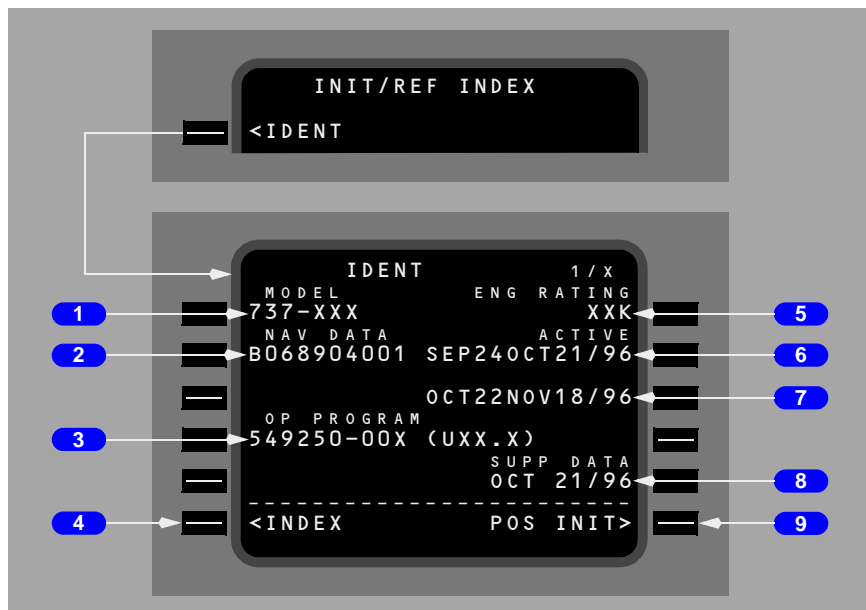 INIT/REF INDEX
<IDENT
IDENT 1/X
MODEL ENG RATING
1 737-XXX XXK 5
NAV DATA ACTIVE
2 B068904001 SEP24OCT21/96 6
OCT22NOV18/96 7
OP PROGRAM
3 549250-00X (UXX.X)
SUPP DATA
OCT 21/96 8
--------------------------
4 <INDEX POS INIT> 9